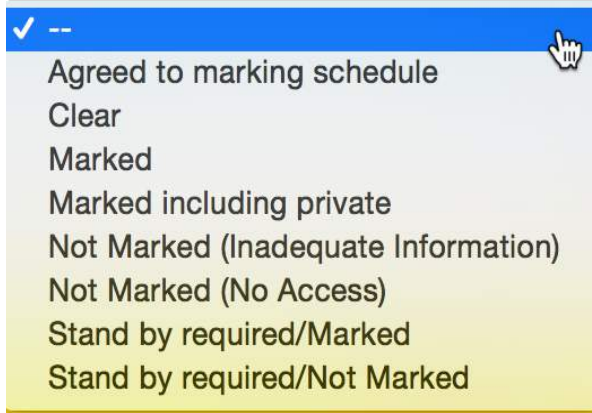 ✓ --
Agreed to marking schedule
Clear
Marked
Marked including private
Not Marked (Inadequate Information)
Not Marked (No Access)
Stand by required/Marked
Stand by required/Not Marked